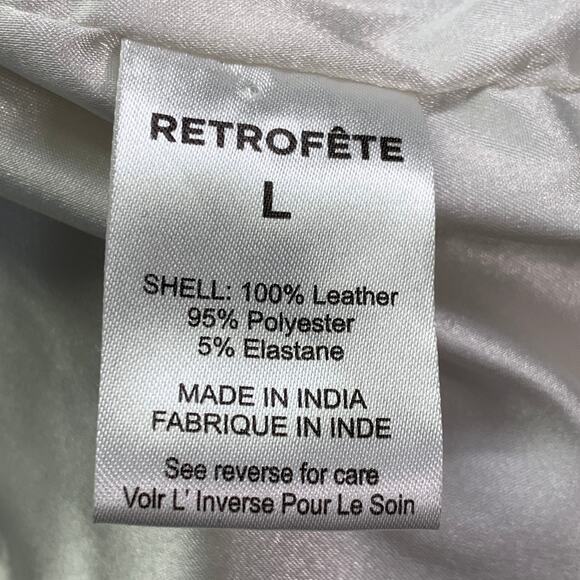 RETROFÊTE
L
SHELL: 100% Leather
95% Polyester
5% Elastane
MADE IN INDIA
FABRIQUE IN INDE
See reverse for care
Voir L' Inverse Pour Le Soin